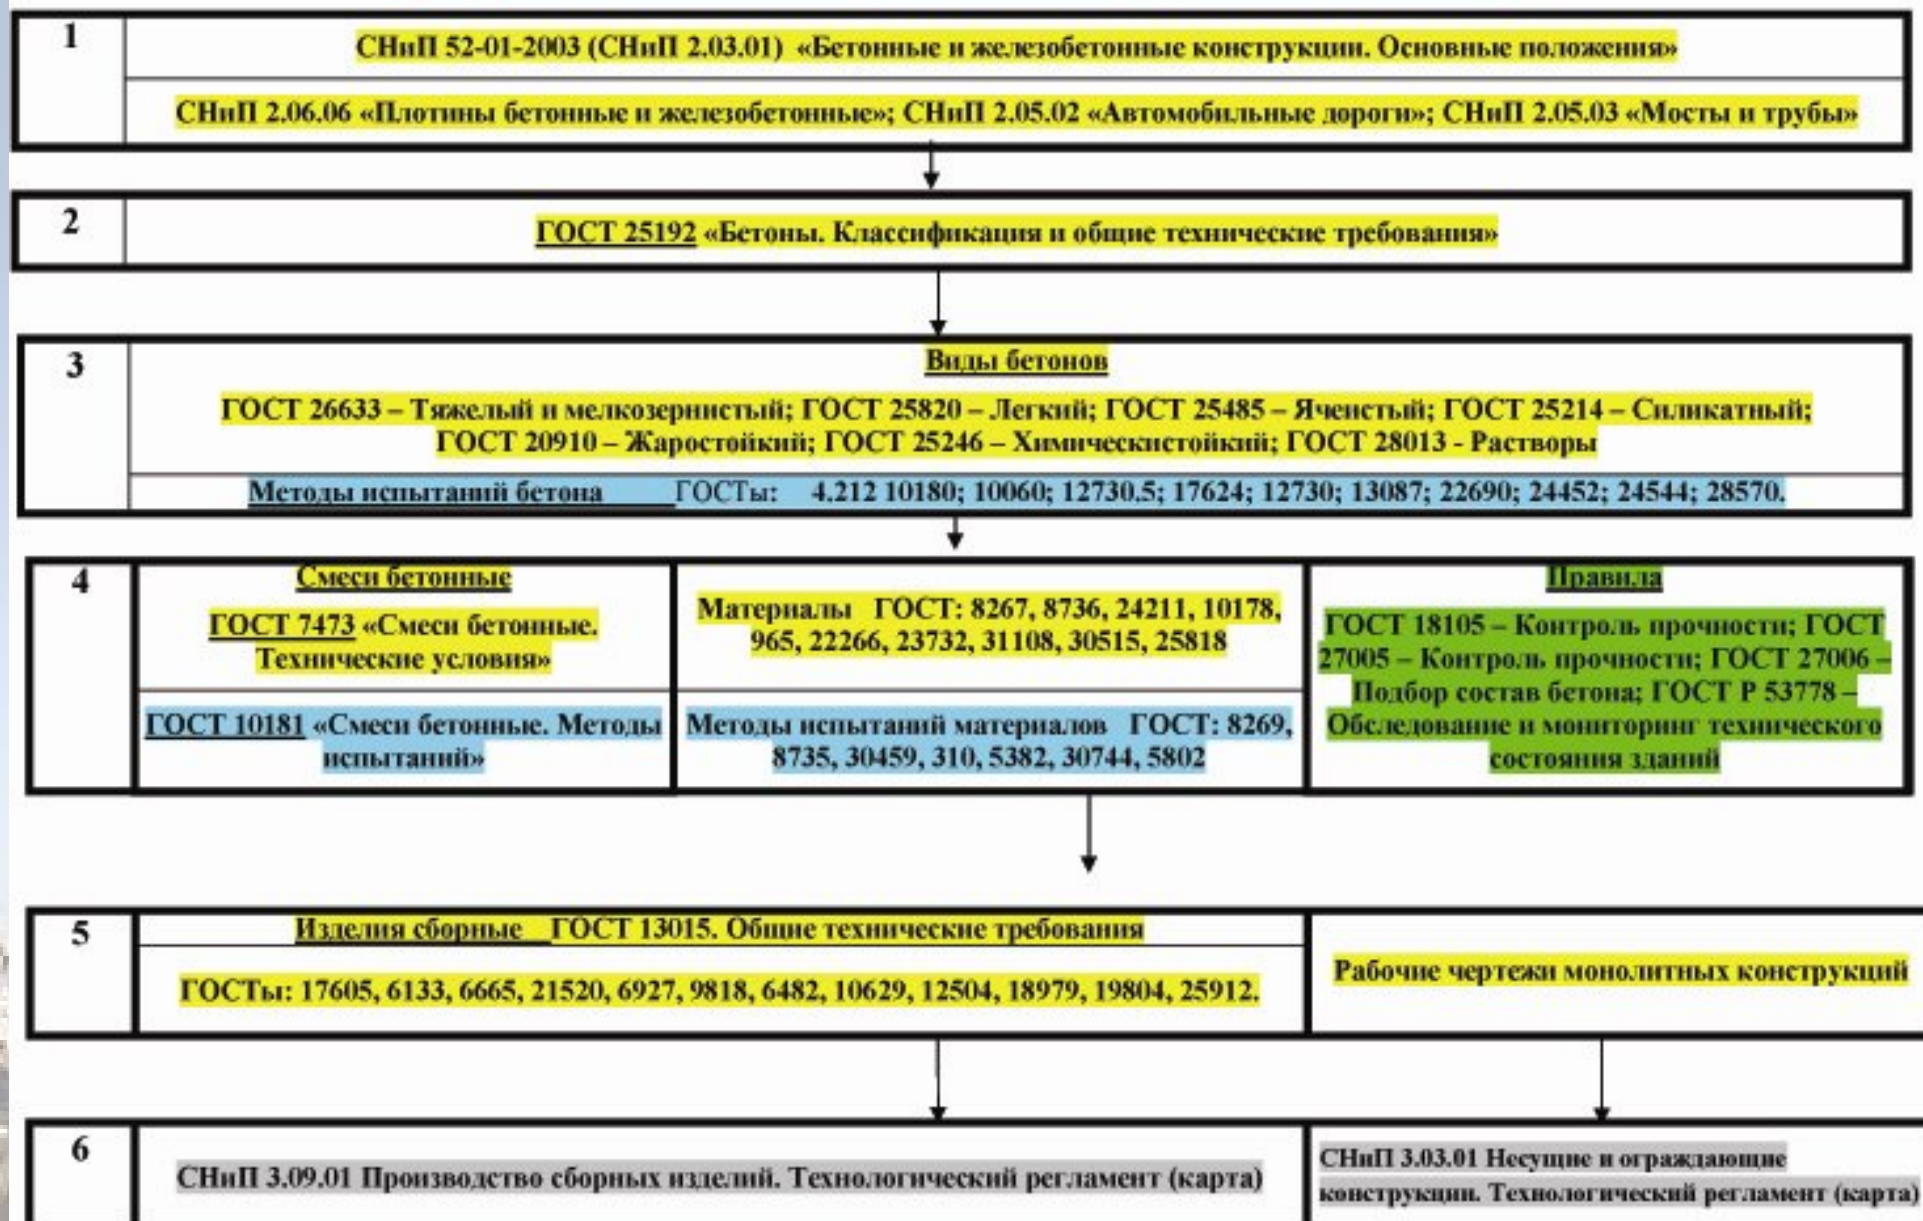 1
СНиП 52-01-2003 (СНиП 2.03.01) «Бетонные и железобетонные конструкции. Основные положения»
СНиП 2.06.06 «Плотины бетонные и железобетонные»; СНиП 2.05.02 «Автомобильные дороги»; СНиП 2.05.03 «Мосты и трубы»
2
ГОСТ 25192 «Бетоны. Классификация и общие технические требования»
3
Виды бетонов
ГОСТ 26633 – Тяжелый и мелкозернистый; ГОСТ 25820 – Легкий; ГОСТ 25485 – Ячеистый; ГОСТ 25214 – Силикатный;
ГОСТ 20910 – Жаростойкий; ГОСТ 25246 – Химическистойкий; ГОСТ 28013 - Растворы
Методы испытаний бетона ГОСТы: 4.212 10180; 10060; 12730.5; 17624; 12730; 13087; 22690; 24452; 24544; 28570.
4
Смеси бетонные
ГОСТ 7473 «Смеси бетонные.
Технические условия»
ГОСТ 10181 «Смеси бетонные. Методы
испытаний»
Материалы ГОСТ: 8267, 8736, 24211, 10178,
965, 22266, 23732, 31108, 30515, 25818
Методы испытаний материалов ГОСТ: 8269,
8735, 30459, 310, 5382, 30744, 5802
Правила
ГОСТ 18105 – Контроль прочности; ГОСТ
27005 – Контроль прочности; ГОСТ 27006 –
Подбор состав бетона; ГОСТ Р 53778 –
Обследование и мониторинг технического
состояния зданий
5
Изделия сборные ГОСТ 13015. Общие технические требования
ГОСТы: 17605, 6133, 6665, 21520, 6927, 9818, 6482, 10629, 12504, 18979, 19804, 25912.
Рабочие чертежи монолитных конструкций
6
СНиП 3.09.01 Производство сборных изделий. Технологический регламент (карта)
СНиП 3.03.01 Несущие и ограждающие
конструкции. Технологический регламент (карта)